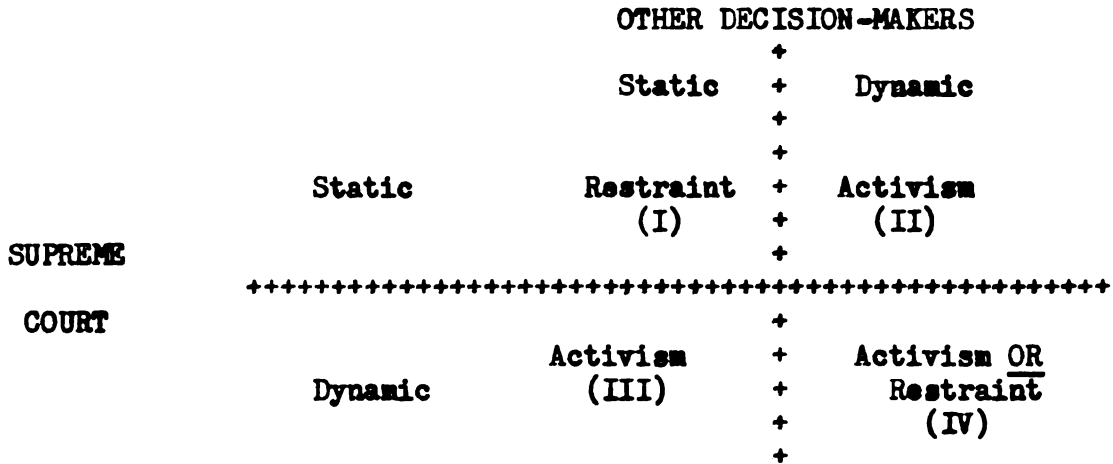 OTHER DECISION-MAKERS
Static Dynamic
Static Restraint Activism
(I) (II)
SUPREME
COURT
Activism Activism OR
Dynamic (III) Restraint
(IV)